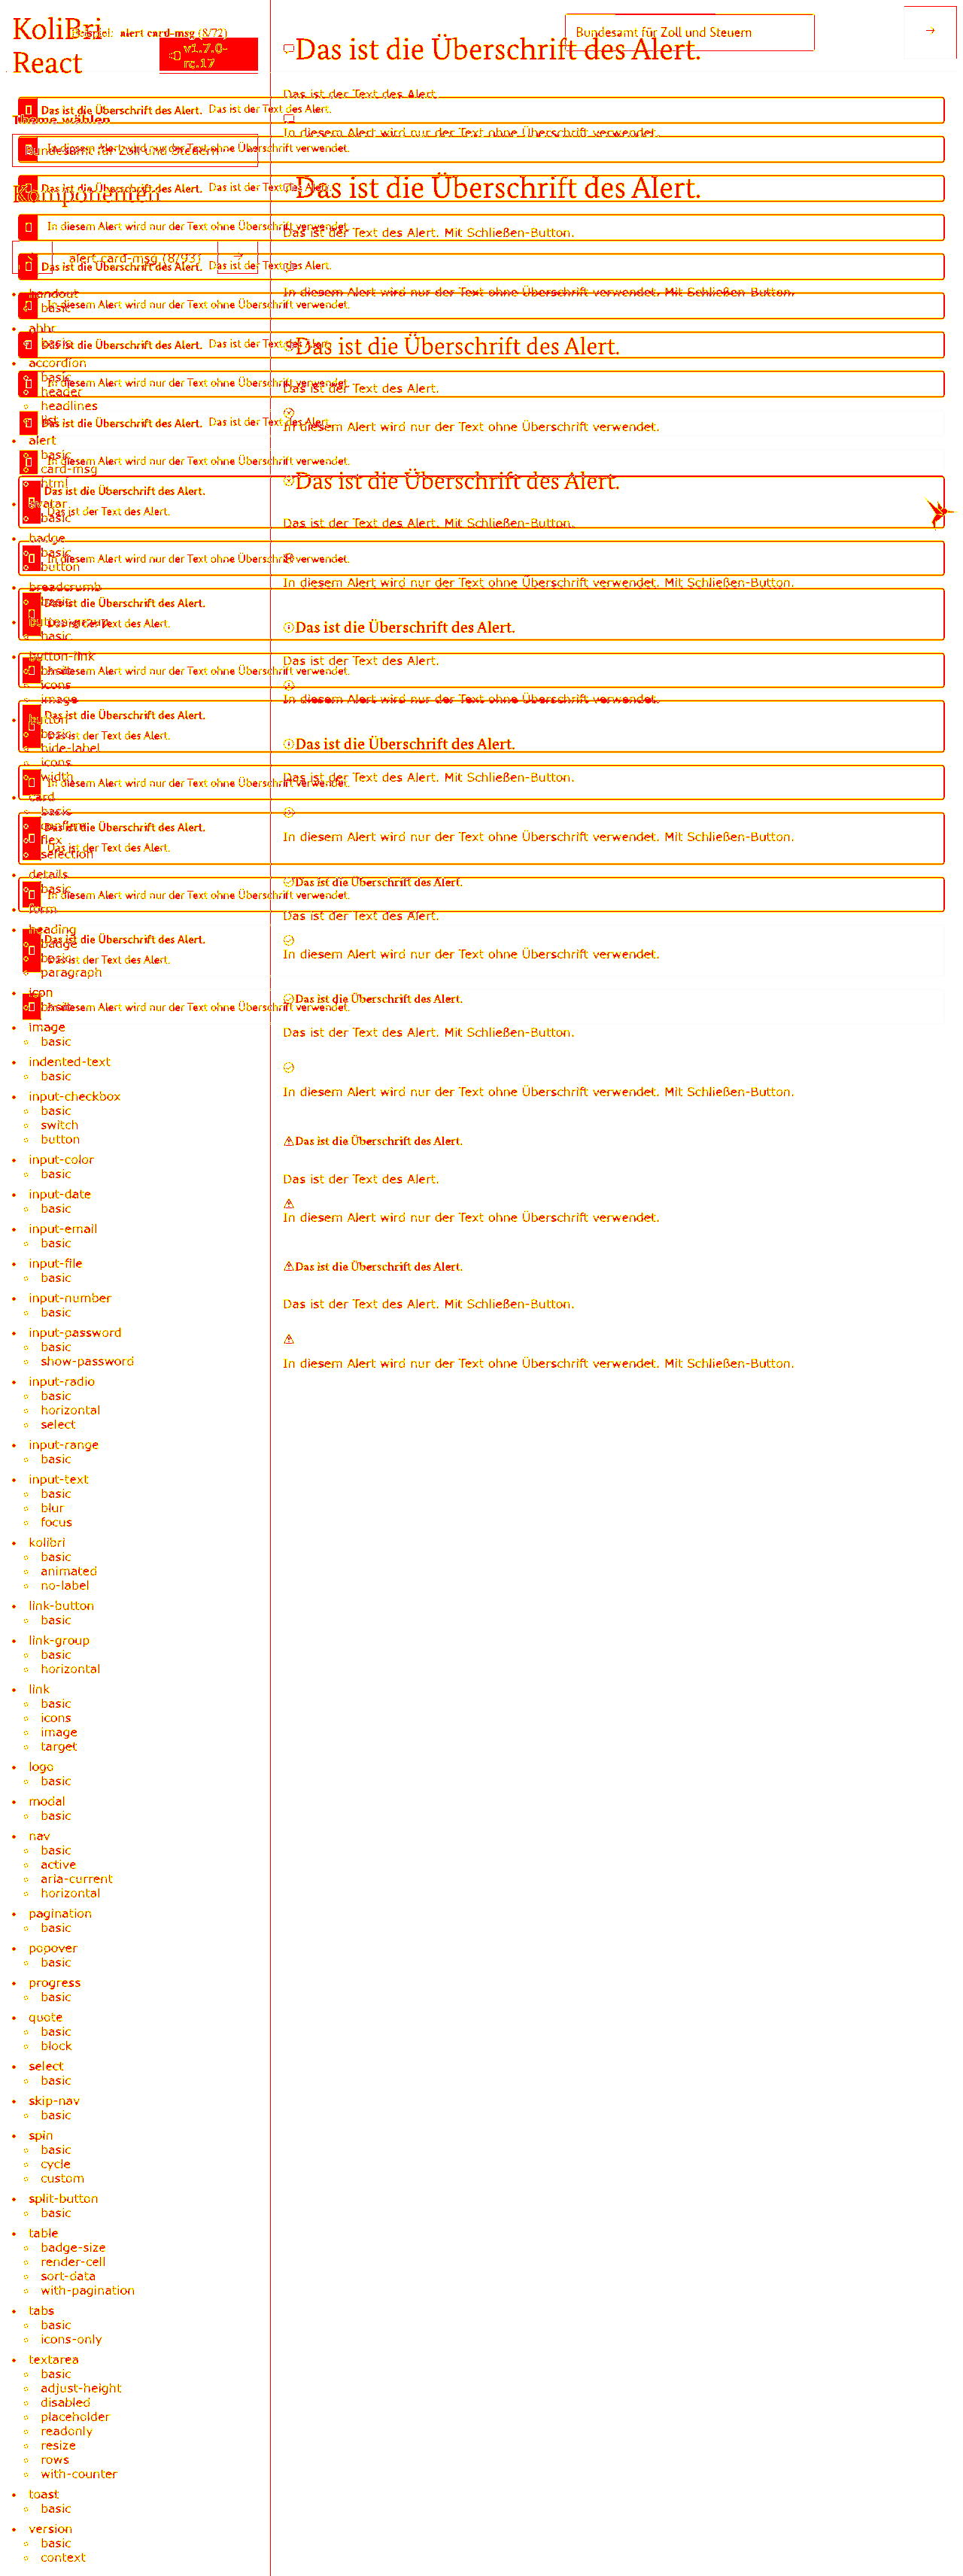 KoliBri
React
Beispiel: alert card-msg (8/72)
v1.7.0-
rc.17
Bundesamt für Zoll und Steuern
→
Theme wählen
Bundesamt für Zoll und Steuern
Komponenten
alert card-msg (8/93)
→
handout
basic
abbr
basic
accordion
basic
header
headlines
list
alert
basic
card-msg
html
avatar
basic
badge
basic
button
breadcrumb
basic
button-group
basic
button-link
basic
icons
image
button
basic
hide-label
icons
width
card
basic
confirm
flex
selection
details
basic
form
heading
badge
basic
paragraph
icon
basic
image
basic
indented-text
basic
input-checkbox
basic
switch
button
input-color
basic
input-date
basic
input-email
basic
input-file
basic
input-number
basic
input-password
basic
show-password
input-radio
basic
horizontal
select
input-range
basic
input-text
basic
blur
focus
kolibri
basic
animated
no-label
link-button
basic
link-group
basic
horizontal
link
basic
icons
image
target
logo
basic
modal
basic
nav
basic
active
aria-current
horizontal
pagination
basic
popover
basic
progress
basic
quote
basic
block
select
basic
skip-nav
basic
spin
basic
cycle
custom
split-button
basic
table
badge-size
render-cell
sort-data
with-pagination
tabs
basic
icons-only
textarea
basic
adjust-height
disabled
placeholder
readonly
resize
rows
with-counter
toast
basic
version
basic
context
Das ist die Überschrift des Alert. Das ist der Text des Alert.
In diesem Alert wird nur der Text ohne Überschrift verwendet.
Das ist die Überschrift des Alert. Das ist der Text des Alert.
In diesem Alert wird nur der Text ohne Überschrift verwendet.
Das ist die Überschrift des Alert. Das ist der Text des Alert.
In diesem Alert wird nur der Text ohne Überschrift verwendet.
Das ist die Überschrift des Alert. Das ist der Text des Alert.
In diesem Alert wird nur der Text ohne Überschrift verwendet.
Das ist die Überschrift des Alert. Das ist der Text des Alert.
In diesem Alert wird nur der Text ohne Überschrift verwendet.
Das ist die Überschrift des Alert.
Das ist der Text des Alert.
In diesem Alert wird nur der Text ohne Überschrift verwendet.
Das ist die Überschrift des Alert.
Das ist der Text des Alert.
In diesem Alert wird nur der Text ohne Überschrift verwendet.
Das ist die Überschrift des Alert.
Das ist der Text des Alert.
In diesem Alert wird nur der Text ohne Überschrift verwendet.
Das ist die Überschrift des Alert.
Das ist der Text des Alert.
In diesem Alert wird nur der Text ohne Überschrift verwendet.
Das ist die Überschrift des Alert.
Das ist der Text des Alert.
In diesem Alert wird nur der Text ohne Überschrift verwendet.
Das ist die Überschrift des Alert.
Das ist der Text des Alert.
In diesem Alert wird nur der Text ohne Überschrift verwendet.
Das ist die Überschrift des Alert.
Das ist der Text des Alert. Mit Schließen-Button.
In diesem Alert wird nur der Text ohne Überschrift verwendet. Mit Schließen-Button.
Das ist die Überschrift des Alert.
Das ist der Text des Alert.
In diesem Alert wird nur der Text ohne Überschrift verwendet.
Das ist die Überschrift des Alert.
Das ist der Text des Alert. Mit Schließen-Button.
In diesem Alert wird nur der Text ohne Überschrift verwendet. Mit Schließen-Button.
Das ist die Überschrift des Alert.
Das ist der Text des Alert.
In diesem Alert wird nur der Text ohne Überschrift verwendet.
Das ist die Überschrift des Alert.
Das ist der Text des Alert. Mit Schließen-Button.
In diesem Alert wird nur der Text ohne Überschrift verwendet. Mit Schließen-Button.
Das ist die Überschrift des Alert.
Das ist der Text des Alert.
In diesem Alert wird nur der Text ohne Überschrift verwendet.
Das ist die Überschrift des Alert.
Das ist der Text des Alert. Mit Schließen-Button.
In diesem Alert wird nur der Text ohne Überschrift verwendet. Mit Schließen-Button.
Das ist die Überschrift des Alert.
Das ist der Text des Alert.
In diesem Alert wird nur der Text ohne Überschrift verwendet.
Das ist die Überschrift des Alert.
Das ist der Text des Alert. Mit Schließen-Button.
In diesem Alert wird nur der Text ohne Überschrift verwendet. Mit Schließen-Button.